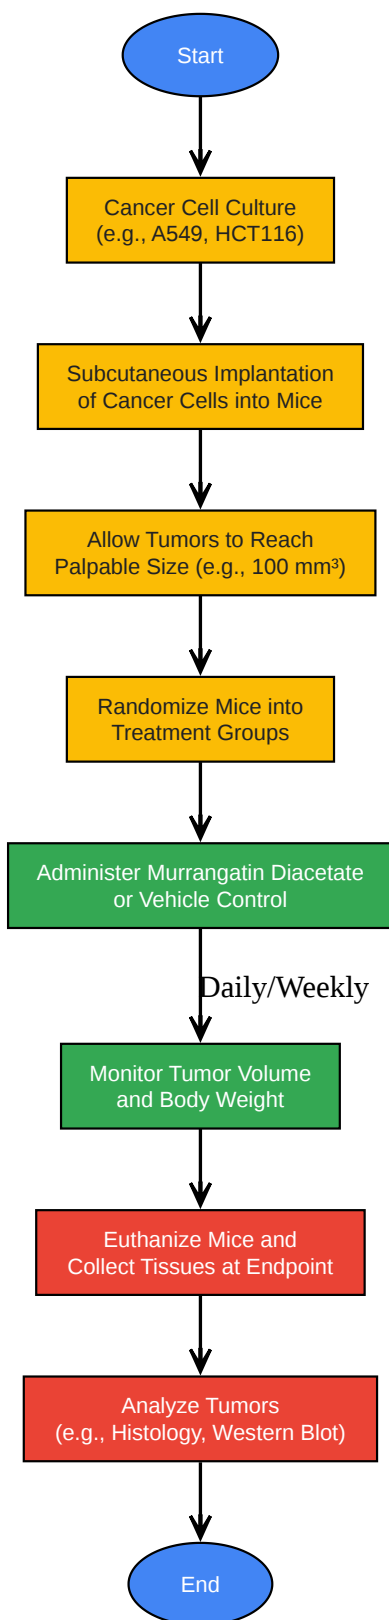 Start
Cancer Cell Culture
(e.g., A549, HCT116)
Subcutaneous Implantation
of Cancer Cells into Mice
Allow Tumors to Reach
Palpable Size (e.g., 100 mm³)
Randomize Mice into
Treatment Groups
Administer Murrangatin Diacetate
or Vehicle Control
Daily/Weekly
Monitor Tumor Volume
and Body Weight
Euthanize Mice and
Collect Tissues at Endpoint
Analyze Tumors
(e.g., Histology, Western Blot)
End